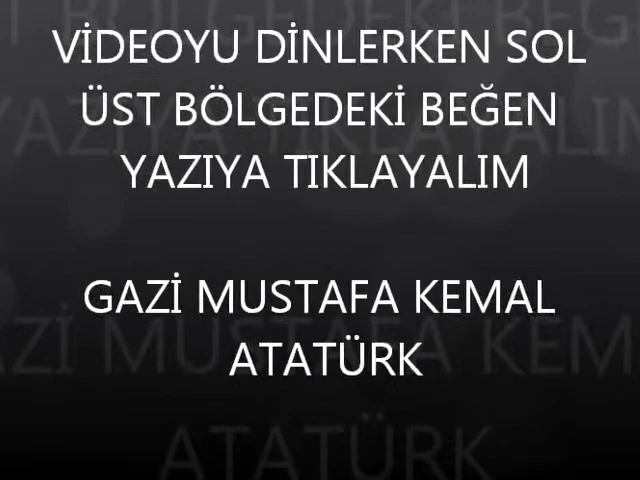 VİDEOYU DİNLERKEN SOL
ÜST BÖLGEDEKİ BEĞEN
YAZIYA TIKLAYALIM
GAZİ MUSTAFA KEMAL
ATATÜRK